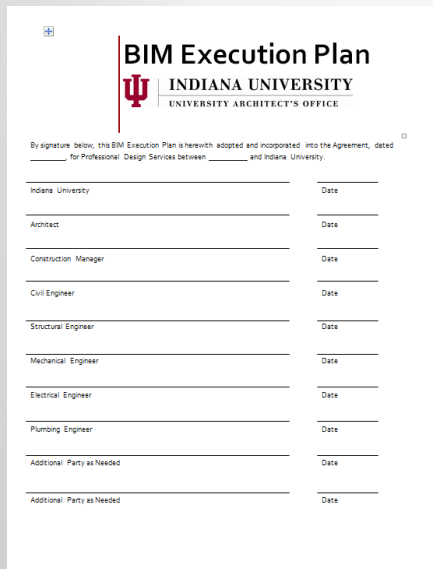 BIM Execution Plan
INDIANA UNIVERSITY
UNIVERSITY ARCHITECT'S OFFICE
By signature below, this BIM Execution Plan is herewith adopted and incorporated into the Agreement, dated
__________, for Professional Design Services between ___________ and Indiana University.
Indiana University Date
Architect Date
Construction Manager Date
Civil Engineer Date
Structural Engineer Date
Mechanical Engineer Date
Electrical Engineer Date
Plumbing Engineer Date
Additional Party as Needed Date
Additional Party as Needed Date